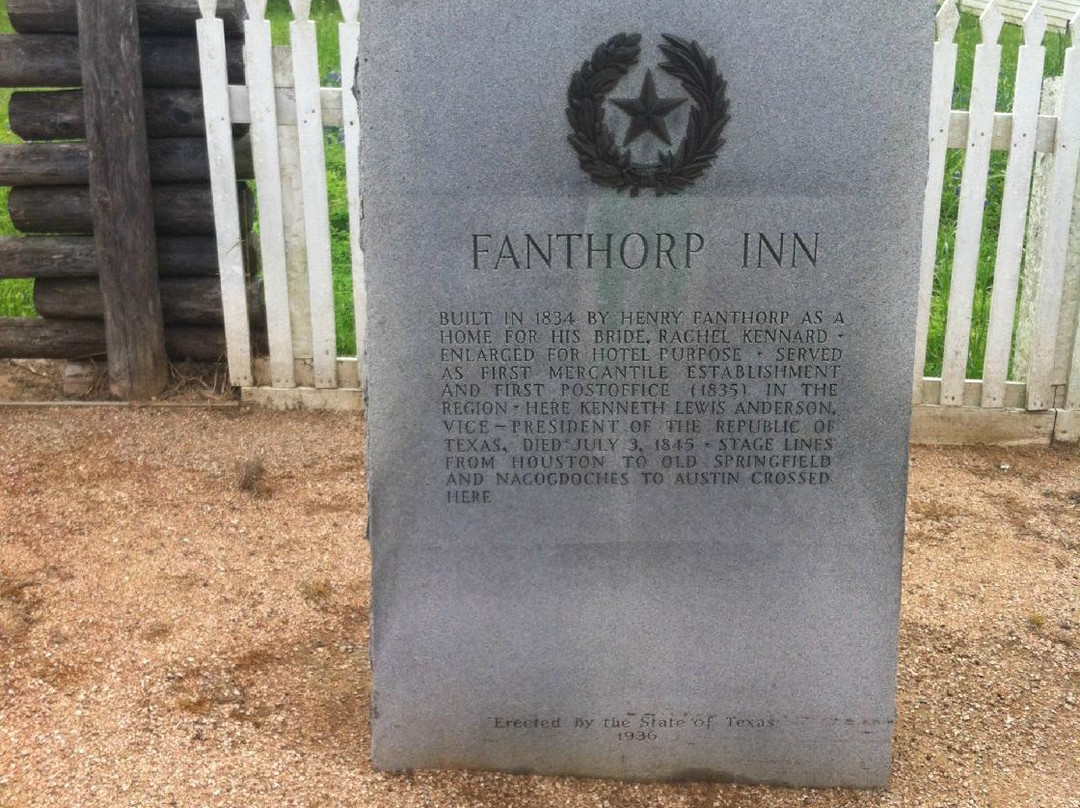 FANTHORP INN
BUILT IN 1834 BY HENRY FANTHORP AS A
HOME FOR HIS BRIDE, RACHEL KENNARD ·
ENLARGED FOR HOTEL PURPOSE · SERVED
AS FIRST MERCANTILE ESTABLISHMENT
AND FIRST POSTOFFICE (1835) IN THE
REGION · HERE KENNETH LEWIS ANDERSON,
VICE-PRESIDENT OF THE REPUBLIC OF
TEXAS, DIED JULY 3, 1845 · STAGE LINES
FROM HOUSTON TO OLD SPRINGFIELD
AND NACOGDOCHES TO AUSTIN CROSSED
HERE
Erected by the State of Texas
1936